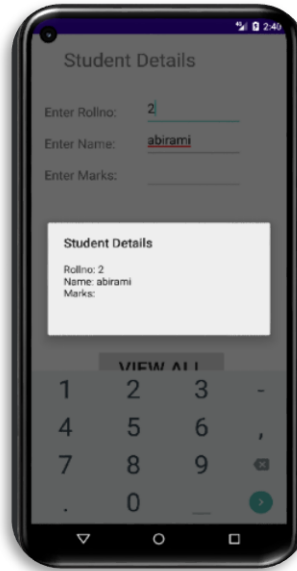 2:40
Student Details
Enter Rollno: 2
Enter Name: abirami
Enter Marks:
Student Details
Rollno: 2
Name: abirami
Marks:
VIEW ALL
1 2 3 -
4 5 6 ,
7 8 9
. 0 _